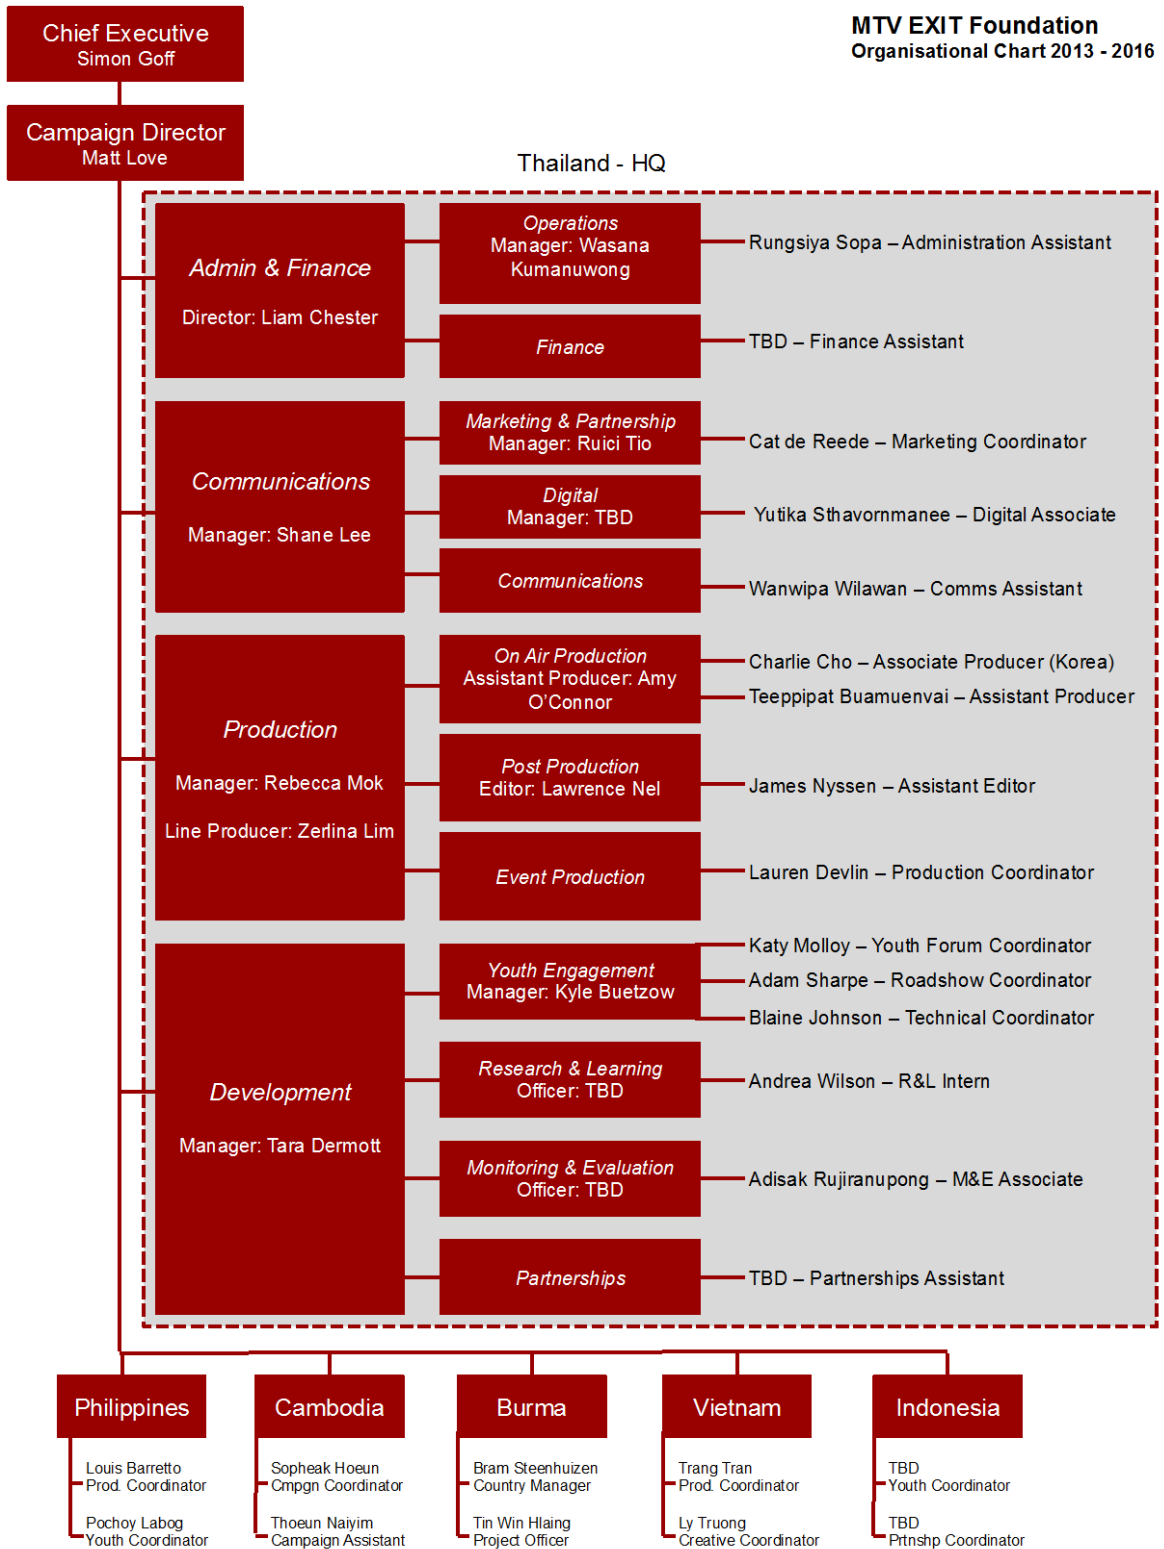 Chief Executive
Simon Goff
MTV EXIT Foundation
Organisational Chart 2013 - 2016
Campaign Director
Matt Love
Thailand - HQ
Admin & Finance
Director: Liam Chester
Operations
Manager: Wasana
Kumanuwong
Rungsiya Sopa – Administration Assistant
Finance
TBD – Finance Assistant
Communications
Manager: Shane Lee
Marketing & Partnership
Manager: Ruici Tio
Cat de Reede – Marketing Coordinator
Digital
Manager: TBD
Yutika Sthavornmanee – Digital Associate
Communications
Wanwipa Wilawan – Comms Assistant
Production
Manager: Rebecca Mok
Line Producer: Zerlina Lim
On Air Production
Assistant Producer: Amy
O’Connor
Charlie Cho – Associate Producer (Korea)
Teeppipat Buamuenvai – Assistant Producer
Post Production
Editor: Lawrence Nel
James Nyssen – Assistant Editor
Event Production
Lauren Devlin – Production Coordinator
Development
Manager: Tara Dermott
Youth Engagement
Manager: Kyle Buetzow
Katy Molloy – Youth Forum Coordinator
Adam Sharpe – Roadshow Coordinator
Blaine Johnson – Technical Coordinator
Research & Learning
Officer: TBD
Andrea Wilson – R&L Intern
Monitoring & Evaluation
Officer: TBD
Adisak Rujiranupong – M&E Associate
Partnerships
TBD – Partnerships Assistant
Philippines
Louis Barretto
Prod. Coordinator
Pochoy Labog
Youth Coordinator
Cambodia
Sopheak Hoeun
Cmpgn Coordinator
Thoeun Naiyim
Campaign Assistant
Burma
Bram Steenhuizen
Country Manager
Tin Win Hlaing
Project Officer
Vietnam
Trang Tran
Prod. Coordinator
Ly Truong
Creative Coordinator
Indonesia
TBD
Youth Coordinator
TBD
Prtnshp Coordinator